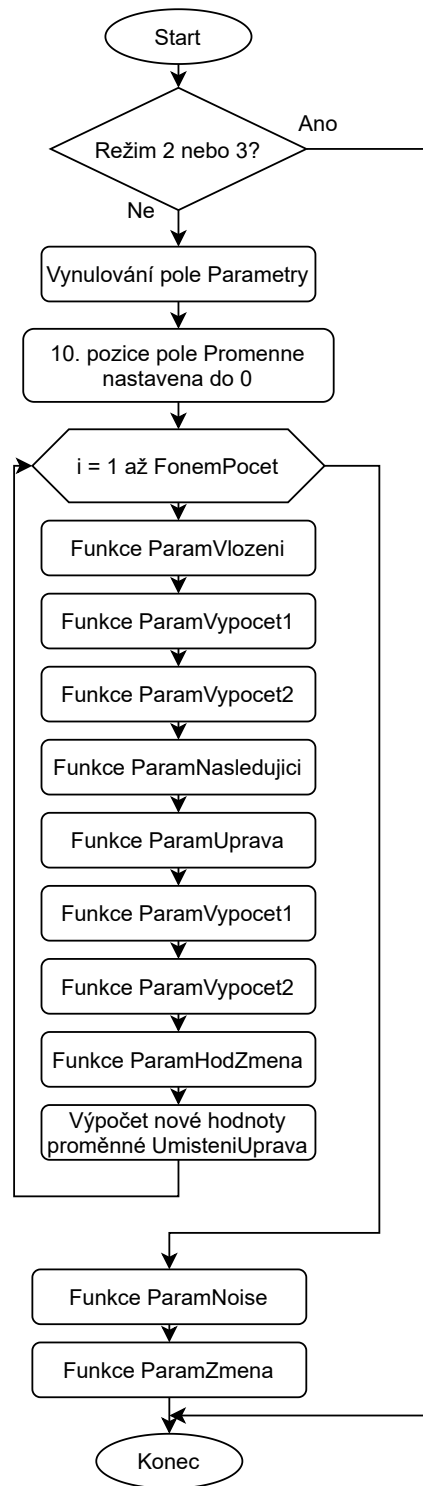 Start
Ano
Režim 2 nebo 3?
Ne
Vynulování pole Parametry
10. pozice pole Promenne
nastavena do 0
i = 1 až FonemPocet
Funkce ParamVlozeni
Funkce ParamVypocet1
Funkce ParamVypocet2
Funkce ParamNasledujici
Funkce ParamUprava
Funkce ParamVypocet1
Funkce ParamVypocet2
Funkce ParamHodZmena
Výpočet nové hodnoty
proměnné UmisteniUprava
Funkce ParamNoise
Funkce ParamZmena
Konec